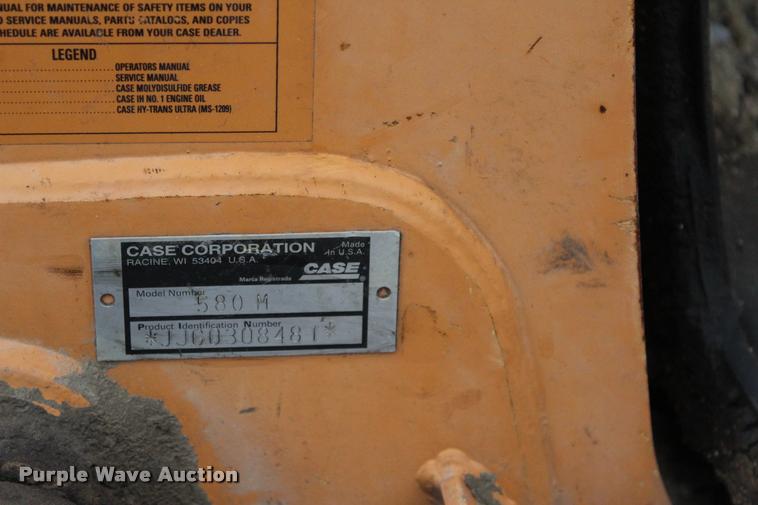 NUAL FOR MAINTENANCE OF SAFETY ITEMS ON YOUR
D SERVICE MANUALS, PARTS CATALOGS, AND COPIES
HEDULE ARE AVAILABLE FROM YOUR CASE DEALER.
LEGEND
OPERATORS MANUAL
SERVICE MANUAL
CASE MOLYDISULFIDE GREASE
CASE IH NO. 1 ENGINE OIL
CASE HY-TRANS ULTRA (MS-1209)
CASE CORPORATION
RACINE, WI 53404 U.S.A.
Made
in U.S.A.
Marca Registrada
CASE
Model Number
580 M
Product Identification Number
*JJG0308481*
Purple Wave Auction